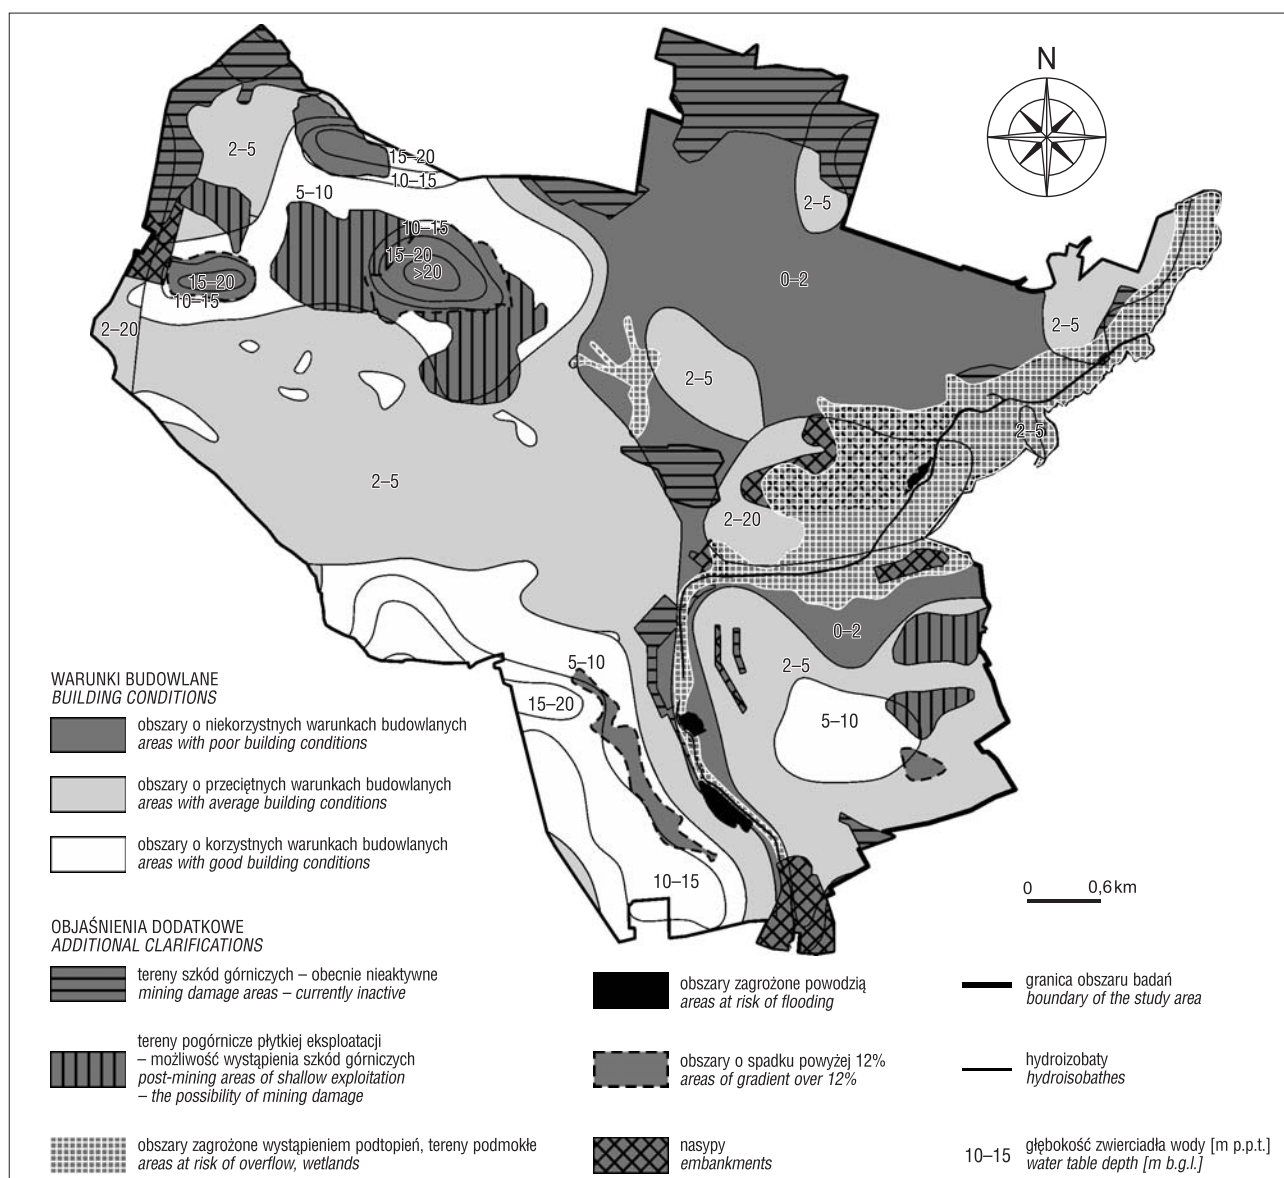 N
2–5
15–20
10–15
5–10
2–5
10–15
15–20
>20
0–2
15–20
10–15
2–20
2–5
2–5
2–5
2–5
2–20
0–2
5–10
2–5
15–20
5–10
10–15
0 0,6 km
WARUNKI BUDOWLANE
BUILDING CONDITIONS
obszary o niekorzystnych warunkach budowlanych
areas with poor building conditions
obszary o przeciętnych warunkach budowlanych
areas with average building conditions
obszary o korzystnych warunkach budowlanych
areas with good building conditions
OBJAŚNIENIA DODATKOWE
ADDITIONAL CLARIFICATIONS
tereny szkód górniczych – obecnie nieaktywne
mining damage areas – currently inactive
tereny pogórnicze płytkiej eksploatacji
– możliwość wystąpienia szkód górniczych
post-mining areas of shallow exploitation
– the possibility of mining damage
obszary zagrożone wystąpieniem podtopień, tereny podmokłe
areas at risk of overflow, wetlands
obszary zagrożone powodzią
areas at risk of flooding
obszary o spadku powyżej 12%
areas of gradient over 12%
nasypy
embankments
granica obszaru badań
boundary of the study area
hydroizobaty
hydroisobathes
10–15
głębokość zwierciadła wody [m p.p.t.]
water table depth [m b.g.l.]